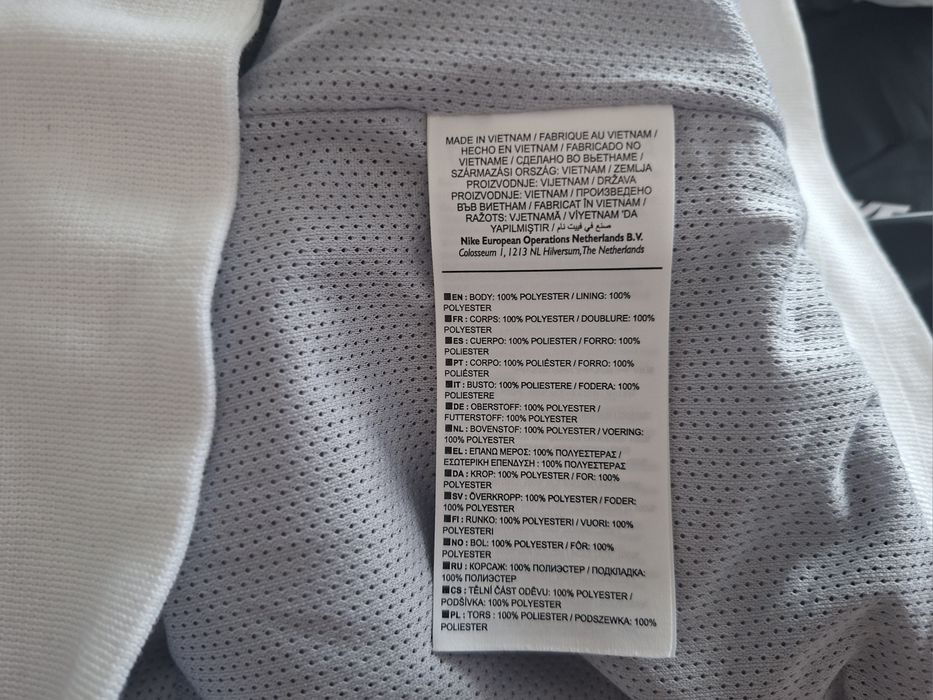 MADE IN VIETNAM / FABRIQUE AU VIETNAM /
HECHO EN VIETNAM / FABRICADO NO
VIETNAME / СДЕЛАНО ВО ВЬЕТНАМЕ /
SZÁRMAZÁSI ORSZÁG: VIETNAM / ZEMLJA
PROIZVODNJE: VIJETNAM / DRŽAVA
PROIZVODNJE: VIETNAM / ПРОИЗВЕДЕНО
ВЪВ ВИЕТНАМ / FABRICAT ÎN VIETNAM /
RAŽOTS: VJETNAMĀ / VİYETNAM 'DA
YAPILMIŞTIR / صنع في فييت نام
Nike European Operations Netherlands B.V.
Colosseum 1, 1213 NL Hilversum, The Netherlands
EN : BODY: 100% POLYESTER / LINING: 100%
POLYESTER
FR : CORPS: 100% POLYESTER / DOUBLURE: 100%
POLYESTER
ES : CUERPO: 100% POLIESTER / FORRO: 100%
POLIESTER
PT : CORPO: 100% POLIÉSTER / FORRO: 100%
POLIÉSTER
IT : BUSTO: 100% POLIESTERE / FODERA: 100%
POLIESTERE
DE : OBERSTOFF: 100% POLYESTER /
FUTTERSTOFF: 100% POLYESTER
NL : BOVENSTOF: 100% POLYESTER / VOERING:
100% POLYESTER
EL : ΕΠΑΝΩ ΜΕΡΟΣ: 100% ΠΟΛΥΕΣΤΕΡΑΣ /
ΕΣΩΤΕΡΙΚΗ ΕΠΕΝΔΥΣΗ : 100% ΠΟΛΥΕΣΤΕΡΑΣ
DA : KROP: 100% POLYESTER / FOR: 100%
POLYESTER
SV : ÖVERKROPP: 100% POLYESTER / FODER:
100% POLYESTER
FI : RUNKO: 100% POLYESTERI / VUORI: 100%
POLYESTERI
NO : BOL: 100% POLYESTER / FÔR: 100%
POLYESTER
RU : КОРСАЖ: 100% ПОЛИЭСТЕР / ПОДКЛАДКА:
100% ПОЛИЭСТЕР
CS : TĚLNÍ ČÁST ODĚVU: 100% POLYESTER /
PODŠÍVKA: 100% POLYESTER
PL : TORS : 100% POLIESTER / PODSZEWKA: 100%
POLIESTER